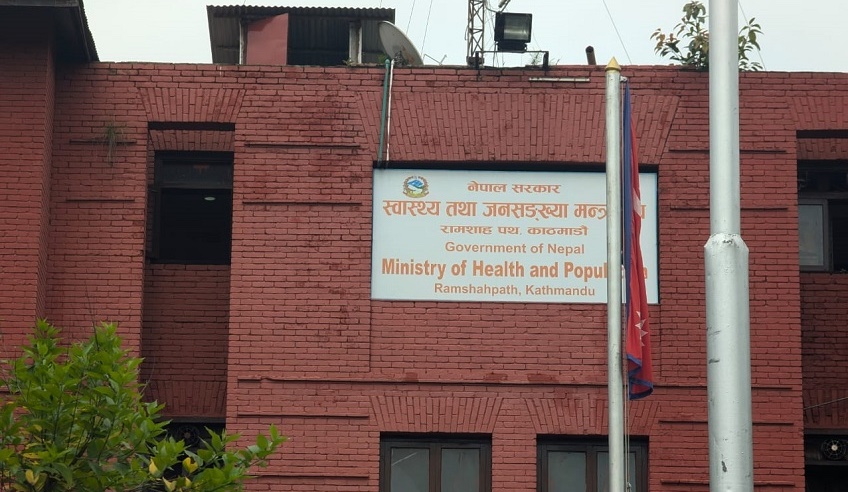 नेपाल सरकार
स्वास्थ्य तथा जनसङ्ख्या
रामशाह पथ, काठमाडौं
Government of Nepal
Ministry of Health and
Ramshahpath, Kathmandu